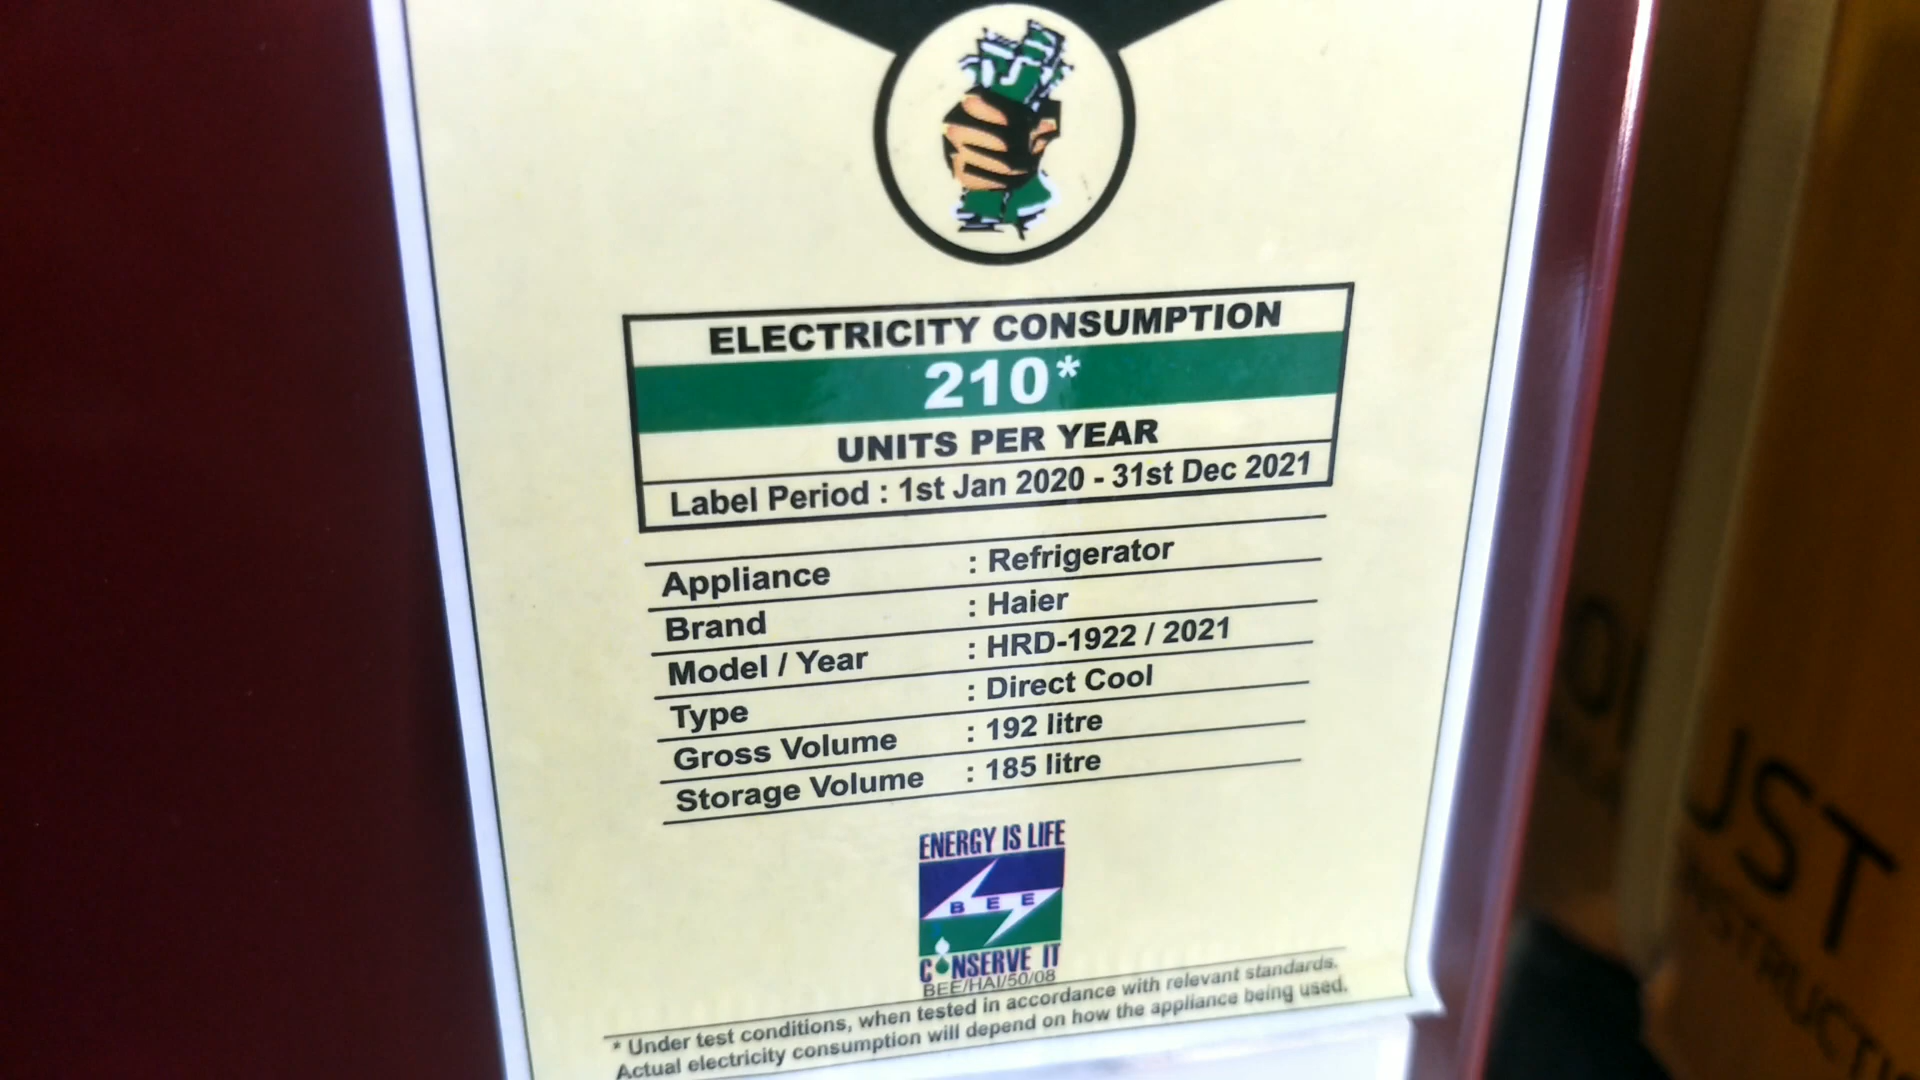 ELECTRICITY CONSUMPTION
210*
UNITS PER YEAR
Label Period : 1st Jan 2020 - 31st Dec 2021
Appliance : Refrigerator
Brand : Haier
Model / Year : HRD-1922 / 2021
Type : Direct Cool
Gross Volume : 192 litre
Storage Volume : 185 litre
ENERGY IS LIFE
BEE
CONSERVE IT
BEE/HAI/50/08
* Under test conditions, when tested in accordance with relevant standards.
Actual electricity consumption will depend on how the appliance being used.